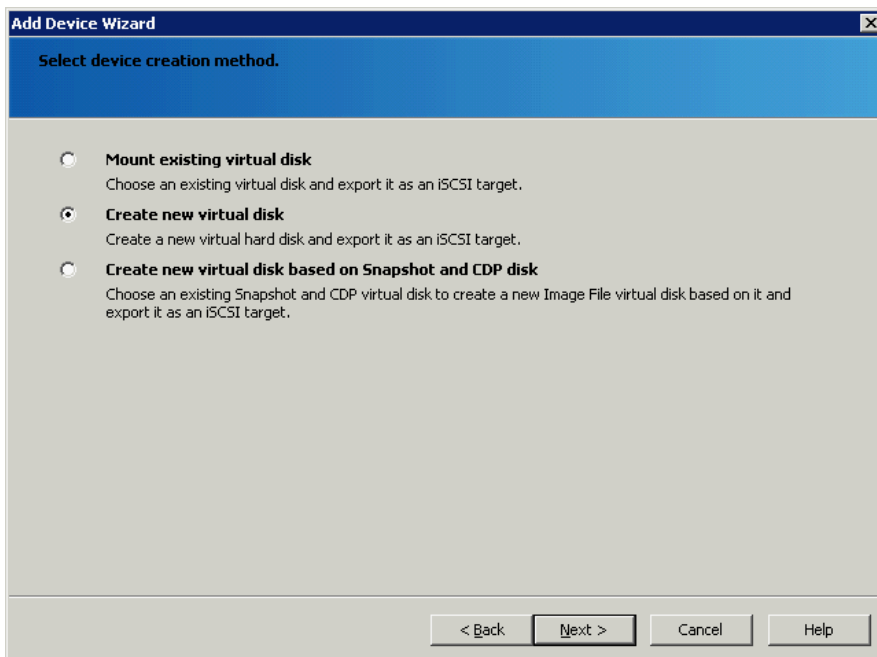 Add Device Wizard
Select device creation method.
Mount existing virtual disk
Choose an existing virtual disk and export it as an iSCSI target.
Create new virtual disk
Create a new virtual hard disk and export it as an iSCSI target.
Create new virtual disk based on Snapshot and CDP disk
Choose an existing Snapshot and CDP virtual disk to create a new Image File virtual disk based on it and
export it as an iSCSI target.
< Back Next > Cancel Help